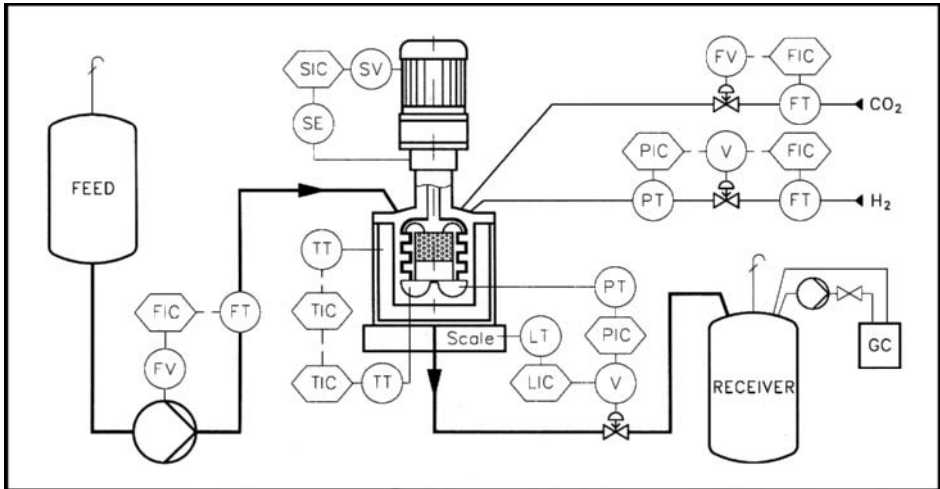 SIC
SV
SE
FV
FIC
FT
CO₂
PIC
V
FIC
PT
FT
H₂
FEED
TT
TIC
TIC
TT
FIC
FT
FV
PT
PIC
Scale
LT
LIC
V
RECEIVER
GC